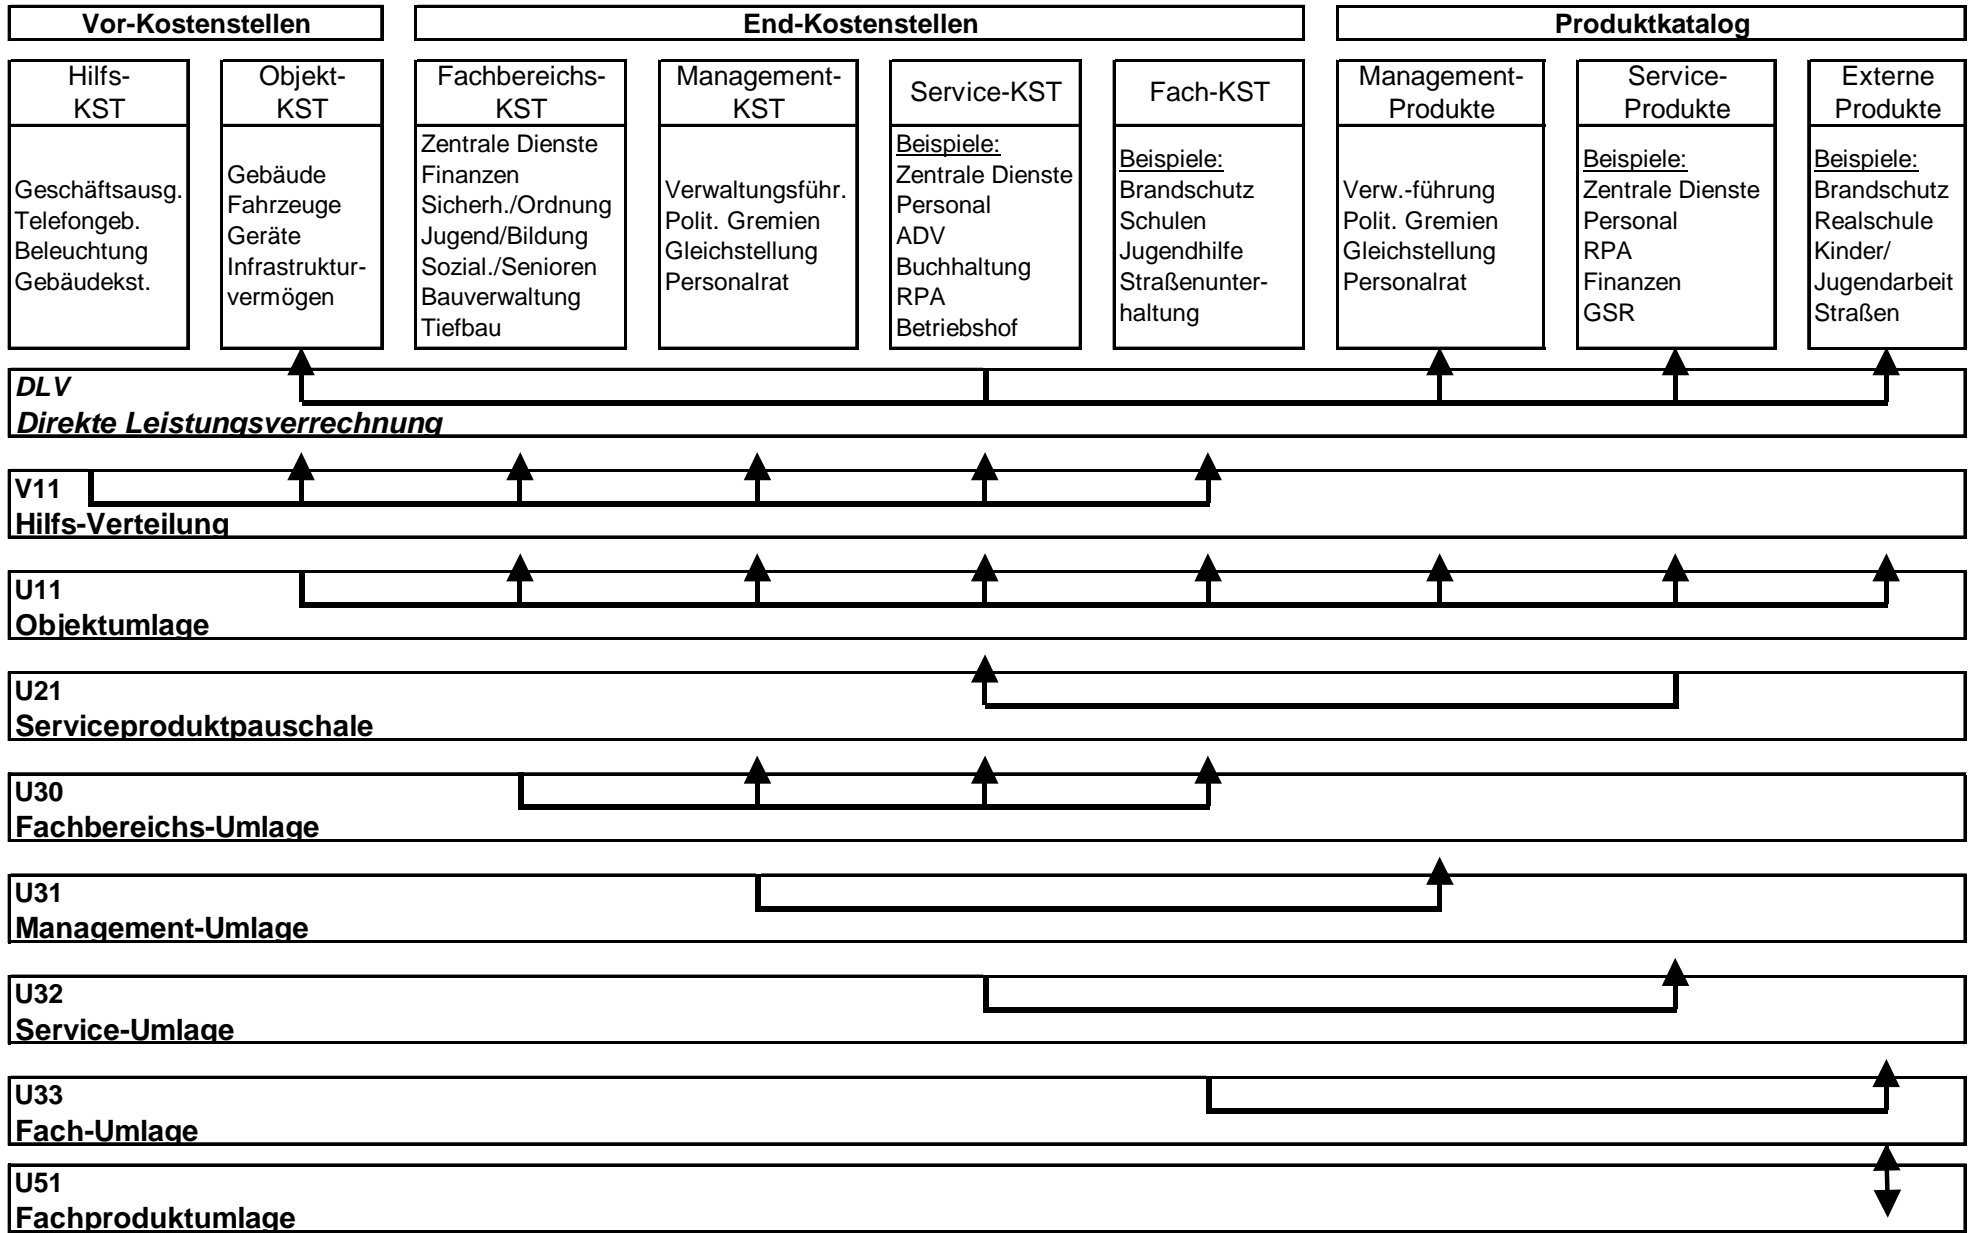 Vor-Kostenstellen
End-Kostenstellen
Produktkatalog
Hilfs-
KST
Geschäftsausg.
Telefongeb.
Beleuchtung
Gebäudekst.
Objekt-
KST
Gebäude
Fahrzeuge
Geräte
Infrastruktur-
vermögen
Fachbereichs-
KST
Zentrale Dienste
Finanzen
Sicherh./Ordnung
Jugend/Bildung
Sozial./Senioren
Bauverwaltung
Tiefbau
Management-
KST
Verwaltungsführ.
Polit. Gremien
Gleichstellung
Personalrat
Service-KST
Beispiele:
Zentrale Dienste
Personal
ADV
Buchhaltung
RPA
Betriebshof
Fach-KST
Beispiele:
Brandschutz
Schulen
Jugendhilfe
Straßenunter-
haltung
Management-
Produkte
Verw.-führung
Polit. Gremien
Gleichstellung
Personalrat
Service-
Produkte
Beispiele:
Zentrale Dienste
Personal
RPA
Finanzen
GSR
Externe
Produkte
Beispiele:
Brandschutz
Realschule
Kinder/
Jugendarbeit
Straßen
DLV
Direkte Leistungsverrechnung
V11
Hilfs-Verteilung
U11
Objektumlage
U21
Serviceproduktpauschale
U30
Fachbereichs-Umlage
U31
Management-Umlage
U32
Service-Umlage
U33
Fach-Umlage
U51
Fachproduktumlage